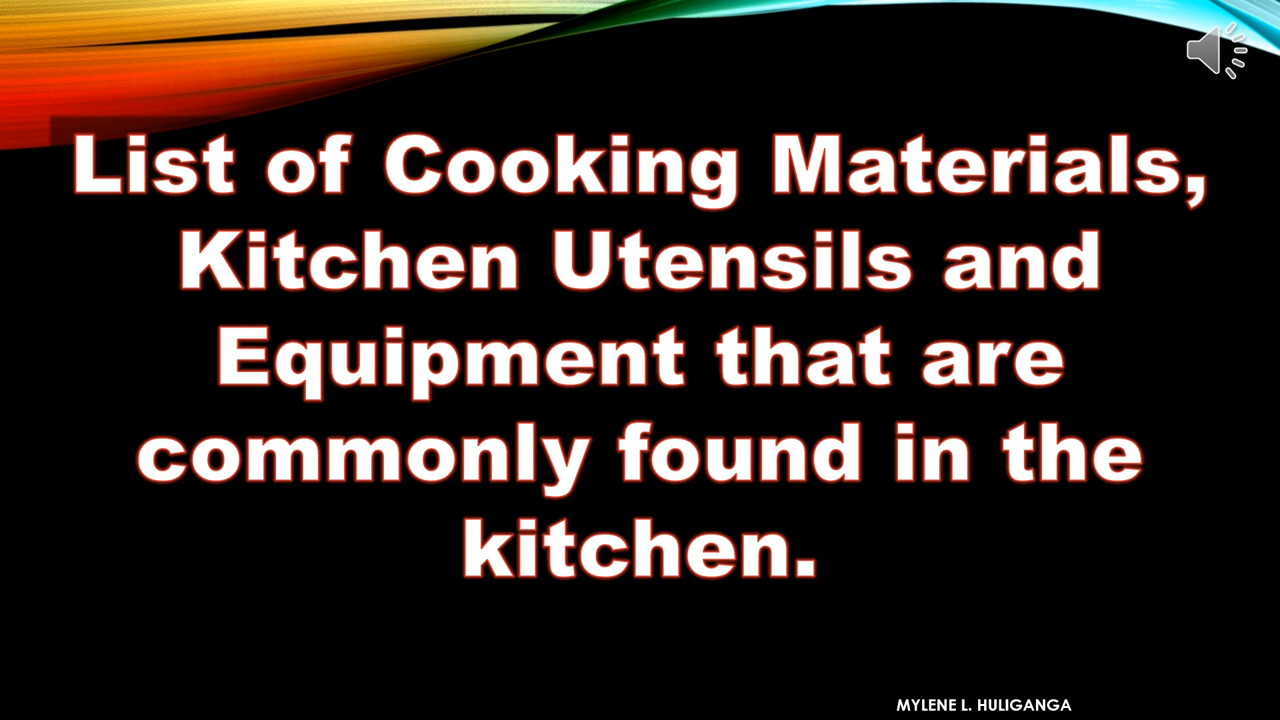 List of Cooking Materials,
Kitchen Utensils and
Equipment that are
commonly found in the
kitchen.
MYLENE L. HULIGANGA